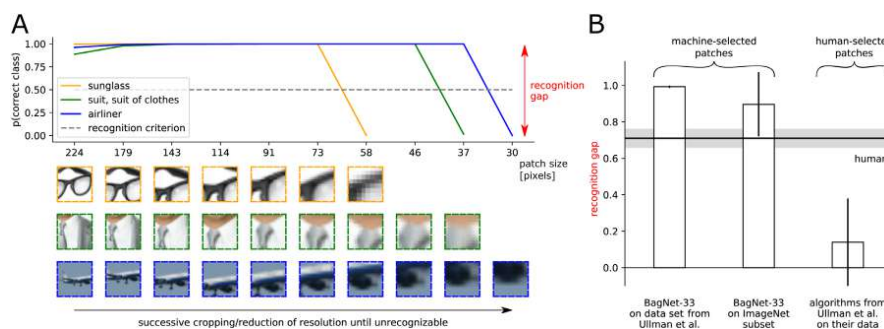 A
1.00
0.75
0.50
0.25
0.00
p(correct class)
sunglass
suit, suit of clothes
airliner
recognition criterion
recognition
gap
224 179 143 114 91 73 58 46 37 30
patch size
[pixels]
successive cropping/reduction of resolution until unrecognizable
B
machine-selected
patches
human-selec
patches
1.0
0.8
0.6
0.4
0.2
0.0
recognition gap
human
BagNet-33
on data set from
Ullman et al.
BagNet-33
on ImageNet
subset
algorithms from
Ullman et al.
on their data